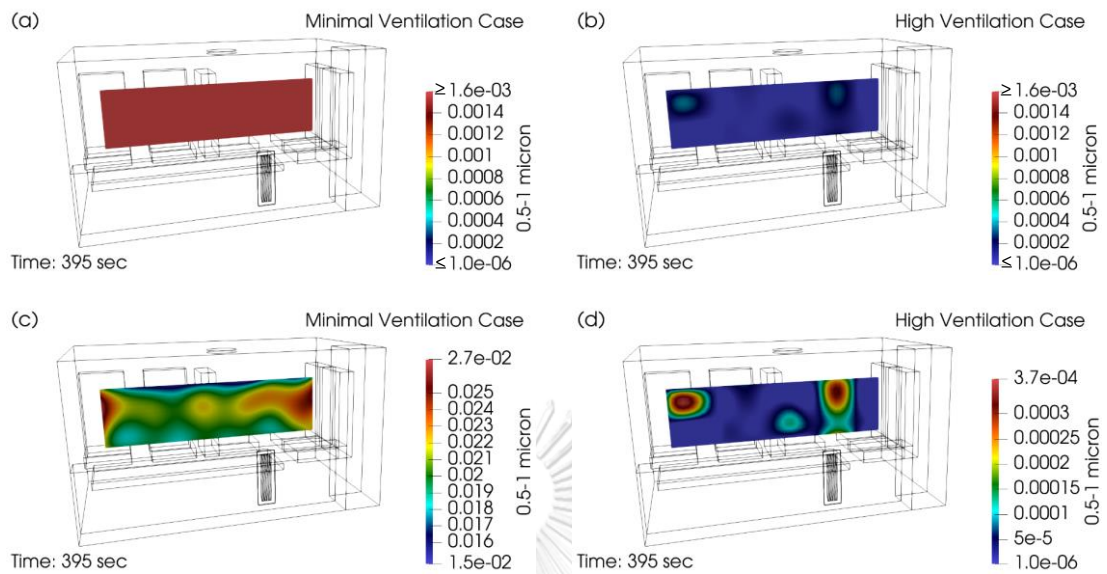 (a)
Minimal Ventilation Case
≥ 1.6e-03
0.0014
0.0012
0.001
0.0008
0.0006
0.0004
0.0002
≤ 1.0e-06
0.5-1 micron
Time: 395 sec
(b)
High Ventilation Case
≥ 1.6e-03
0.0014
0.0012
0.001
0.0008
0.0006
0.0004
0.0002
≤ 1.0e-06
0.5-1 micron
Time: 395 sec
(c)
Minimal Ventilation Case
2.7e-02
0.025
0.024
0.023
0.022
0.021
0.02
0.019
0.018
0.017
0.016
1.5e-02
0.5-1 micron
Time: 395 sec
(d)
High Ventilation Case
3.7e-04
0.0003
0.00025
0.0002
0.00015
0.0001
5e-5
1.0e-06
0.5-1 micron
Time: 395 sec